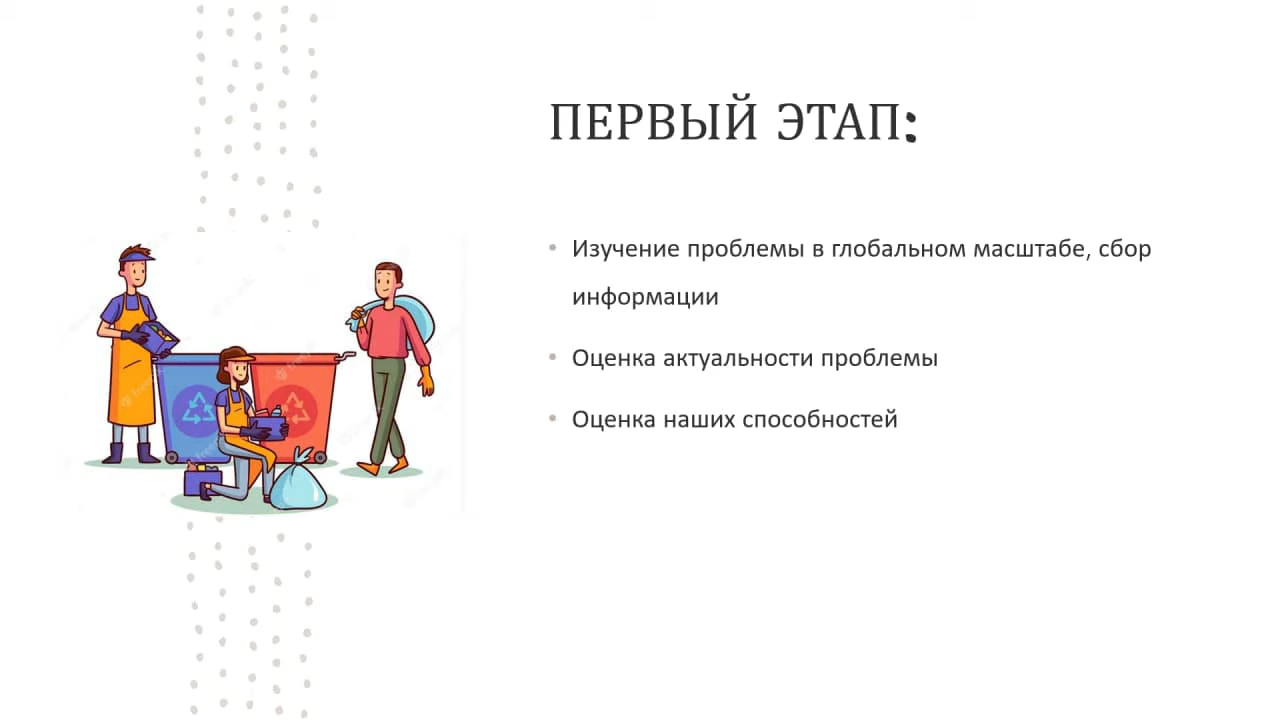 ПЕРВЫЙ ЭТАП:
• Изучение проблемы в глобальном масштабе, сбор
информации
• Оценка актуальности проблемы
• Оценка наших способностей